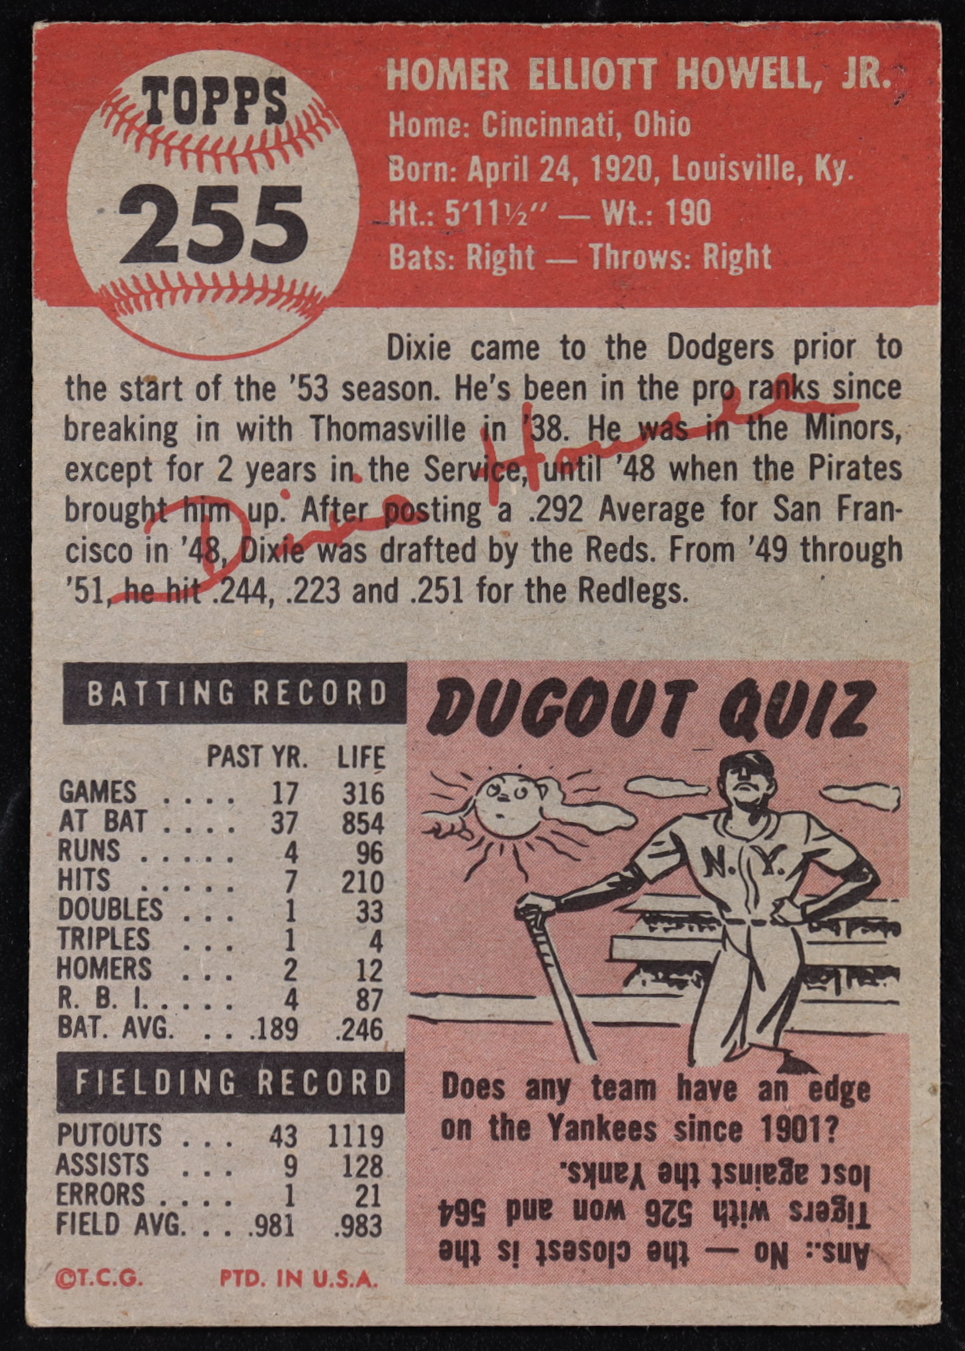 TOPPS
255
HOMER ELLIOTT HOWELL, JR.
Home: Cincinnati, Ohio
Born: April 24, 1920, Louisville, Ky.
Ht.: 5'11½" — Wt.: 190
Bats: Right — Throws: Right
Dixie came to the Dodgers prior to
the start of the '53 season. He's been in the pro ranks since
breaking in with Thomasville in '38. He was in the Minors,
except for 2 years in the Service, until '48 when the Pirates
brought him up. After posting a .292 Average for San Fran-
cisco in '48, Dixie was drafted by the Reds. From '49 through
'51, he hit .244, .223 and .251 for the Redlegs.
Dixie Howell
BATTING RECORD
PAST YR. LIFE
GAMES .... 17 316
AT BAT .... 37 854
RUNS ..... 4 96
HITS ..... 7 210
DOUBLES ... 1 33
TRIPLES ... 1 4
HOMERS ... 2 12
R. B. I. .... 4 87
BAT. AVG. ... .189 .246
FIELDING RECORD
PUTOUTS ... 43 1119
ASSISTS ... 9 128
ERRORS .... 1 21
FIELD AVG. ... .981 .983
©T.C.G. PTD. IN U.S.A.
DUGOUT QUIZ
N.Y.
Does any team have an edge
on the Yankees since 1901?
Ans.: No — the closest is the
Tigers with 526 won and 564
lost against the Yanks.